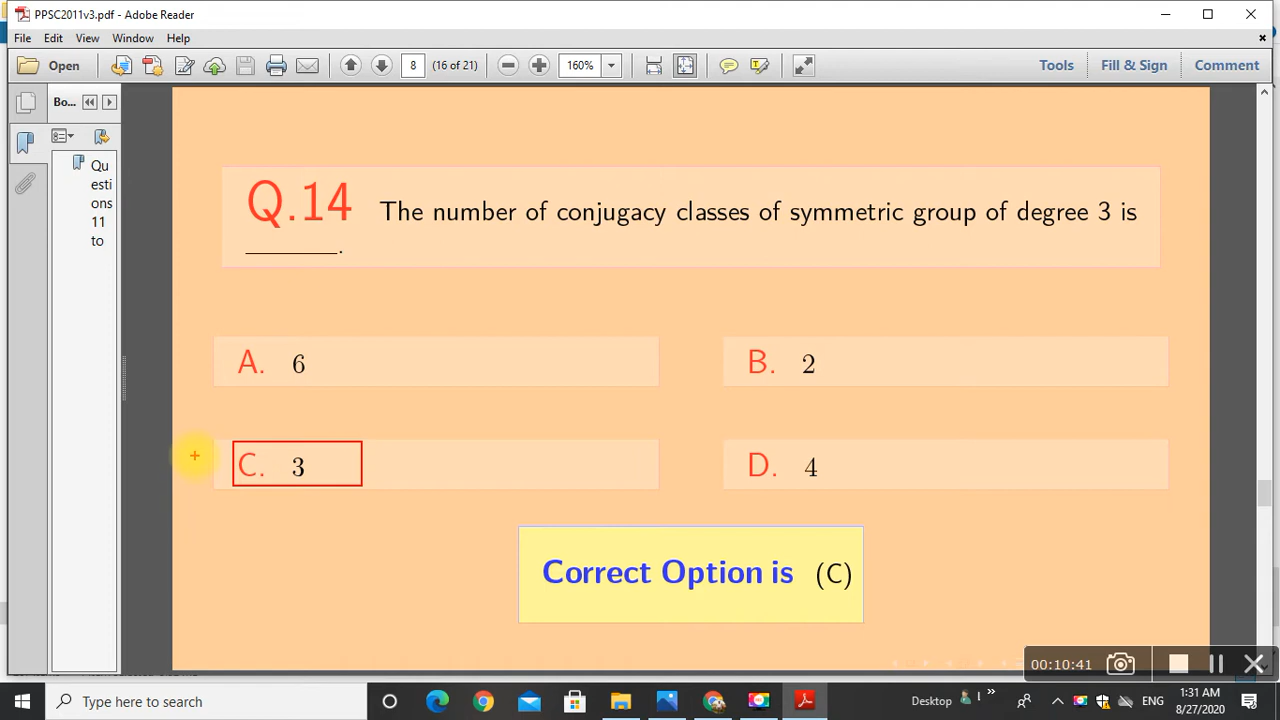 PPSC2011v3.pdf - Adobe Reader
File Edit View Window Help
Open 8 (16 of 21) 160% Tools Fill & Sign Comment
Bo...
Qu
esti
ons
11
to
Q.14 The number of conjugacy classes of symmetric group of degree 3 is
_______.
A. 6
B. 2
C. 3
D. 4
Correct Option is (C)
00:10:41
Type here to search
Desktop
ENG
1:31 AM
8/27/2020